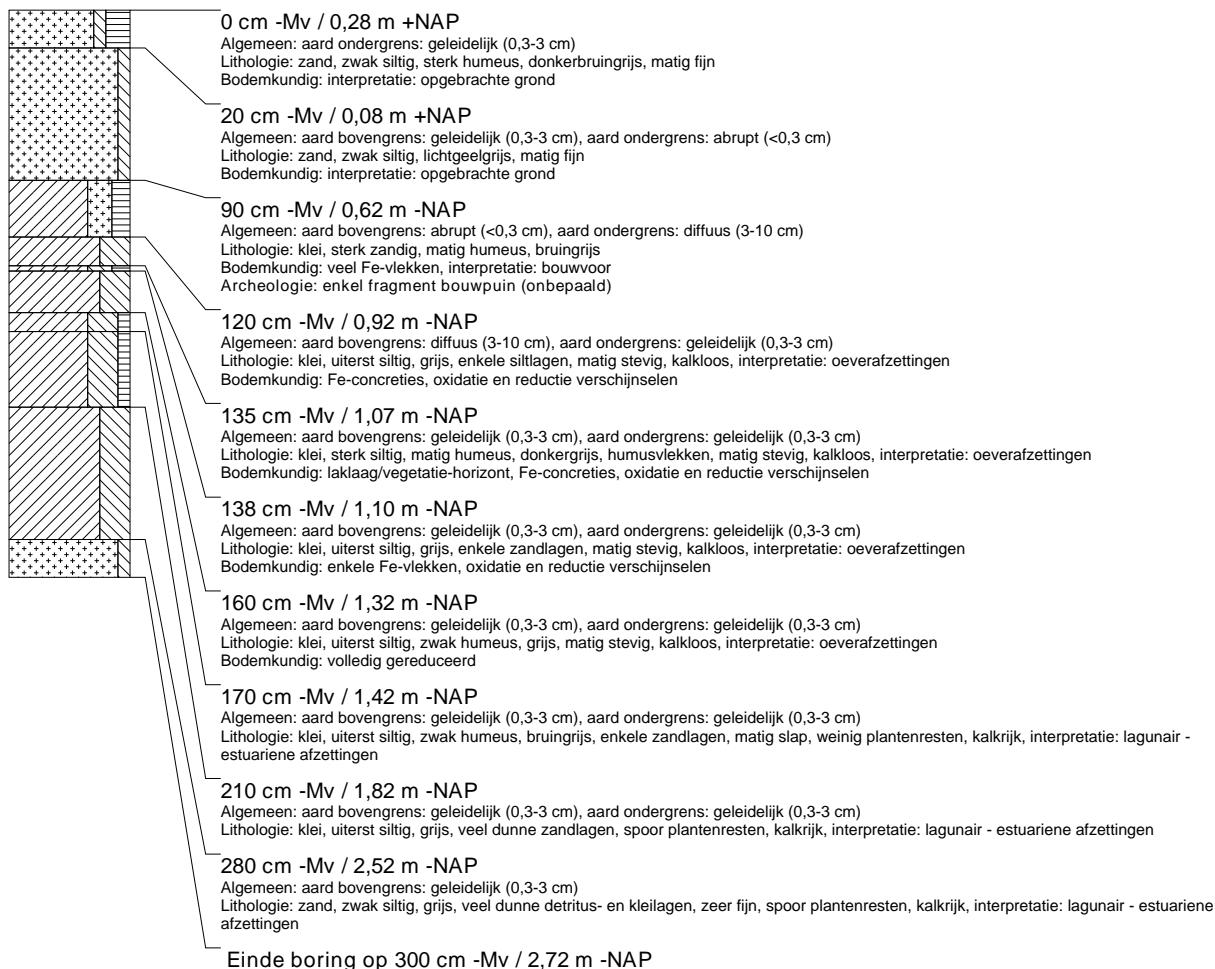 0 cm -Mv / 0,28 m +NAP
Algemeen: aard ondergrens: geleidelijk (0,3-3 cm)
Lithologie: zand, zwak siltig, sterk humeus, donkerbruingrijs, matig fijn
Bodemkundig: interpretatie: opgebrachte grond
20 cm -Mv / 0,08 m +NAP
Algemeen: aard bovengrens: geleidelijk (0,3-3 cm), aard ondergrens: abrupt (<0,3 cm)
Lithologie: zand, zwak siltig, lichtgeelgrijs, matig fijn
Bodemkundig: interpretatie: opgebrachte grond
90 cm -Mv / 0,62 m -NAP
Algemeen: aard bovengrens: abrupt (<0,3 cm), aard ondergrens: diffuus (3-10 cm)
Lithologie: klei, sterk zandig, matig humeus, bruingrijs
Bodemkundig: veel Fe-vlekken, interpretatie: bouwvoor
Archeologie: enkel fragment bouwpuin (onbepaald)
120 cm -Mv / 0,92 m -NAP
Algemeen: aard bovengrens: diffuus (3-10 cm), aard ondergrens: geleidelijk (0,3-3 cm)
Lithologie: klei, uiterst siltig, grijs, enkele siltlagen, matig stevig, kalkloos, interpretatie: oeverafzettingen
Bodemkundig: Fe-concreties, oxidatie en reductie verschijnselen
135 cm -Mv / 1,07 m -NAP
Algemeen: aard bovengrens: geleidelijk (0,3-3 cm), aard ondergrens: geleidelijk (0,3-3 cm)
Lithologie: klei, sterk siltig, matig humeus, donkergrijs, humusvlekken, matig stevig, kalkloos, interpretatie: oeverafzettingen
Bodemkundig: laklaag/vegetatie-horizont, Fe-concreties, oxidatie en reductie verschijnselen
138 cm -Mv / 1,10 m -NAP
Algemeen: aard bovengrens: geleidelijk (0,3-3 cm), aard ondergrens: geleidelijk (0,3-3 cm)
Lithologie: klei, uiterst siltig, grijs, enkele zandlagen, matig stevig, kalkloos, interpretatie: oeverafzettingen
Bodemkundig: enkele Fe-vlekken, oxidatie en reductie verschijnselen
160 cm -Mv / 1,32 m -NAP
Algemeen: aard bovengrens: geleidelijk (0,3-3 cm), aard ondergrens: geleidelijk (0,3-3 cm)
Lithologie: klei, uiterst siltig, zwak humeus, grijs, matig stevig, kalkloos, interpretatie: oeverafzettingen
Bodemkundig: volledig gereduceerd
170 cm -Mv / 1,42 m -NAP
Algemeen: aard bovengrens: geleidelijk (0,3-3 cm), aard ondergrens: geleidelijk (0,3-3 cm)
Lithologie: klei, uiterst siltig, zwak humeus, bruingrijs, enkele zandlagen, matig slap, weinig plantenresten, kalkrijk, interpretatie: lagunair -
estuariene afzettingen
210 cm -Mv / 1,82 m -NAP
Algemeen: aard bovengrens: geleidelijk (0,3-3 cm), aard ondergrens: geleidelijk (0,3-3 cm)
Lithologie: klei, uiterst siltig, grijs, veel dunne zandlagen, spoor plantenresten, kalkrijk, interpretatie: lagunair - estuariene afzettingen
280 cm -Mv / 2,52 m -NAP
Algemeen: aard bovengrens: geleidelijk (0,3-3 cm)
Lithologie: zand, zwak siltig, grijs, veel dunne detritus- en kleilagen, zeer fijn, spoor plantenresten, kalkrijk, interpretatie: lagunair - estuariene
afzettingen
Einde boring op 300 cm -Mv / 2,72 m -NAP